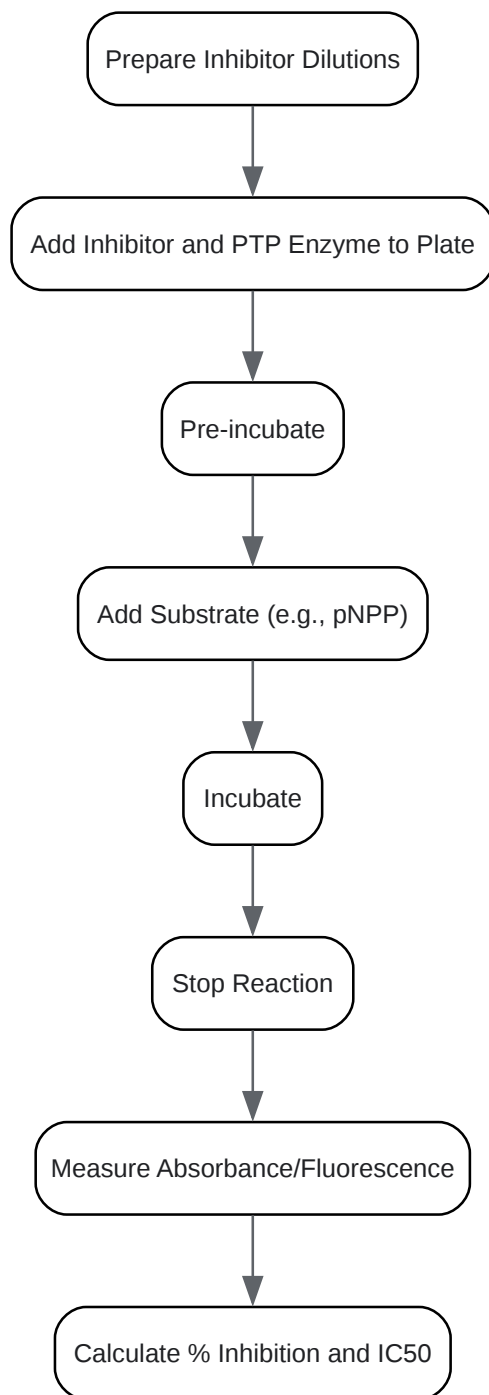 Prepare Inhibitor Dilutions
Add Inhibitor and PTP Enzyme to Plate
Pre-incubate
Add Substrate (e.g., pNPP)
Incubate
Stop Reaction
Measure Absorbance/Fluorescence
Calculate % Inhibition and IC50